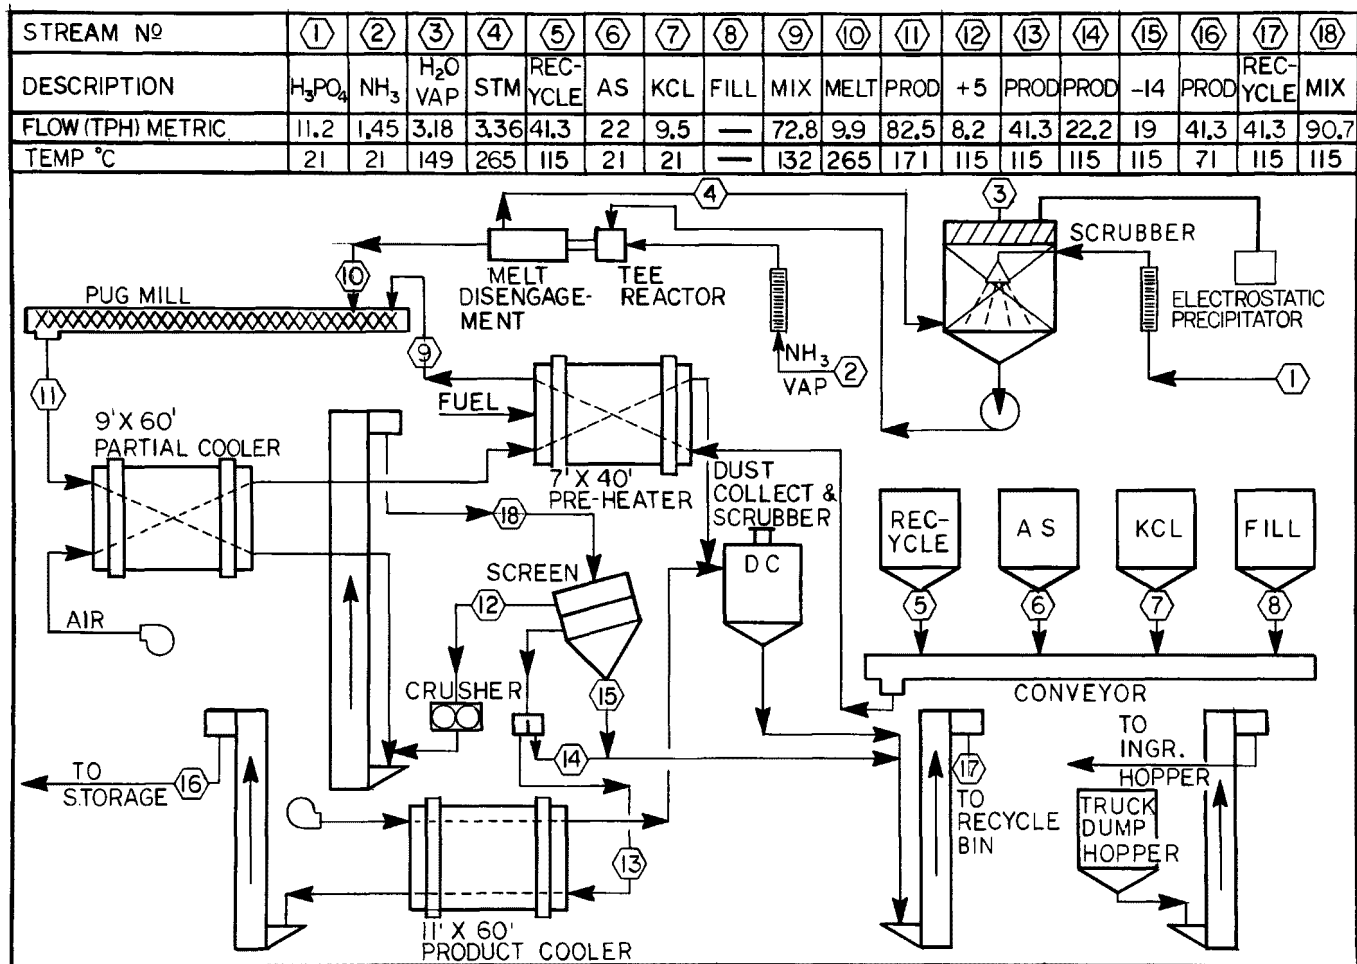 STREAM Nº 1 2 3 4 5 6 7 8 9 10 11 12 13 14 15 16 17 18
DESCRIPTION H₃PO₄ NH₃ H₂O VAP STM REC-YCLE AS KCL FILL MIX MELT PROD +5 PROD PROD -14 PROD REC-YCLE MIX
FLOW (TPH) METRIC 11.2 1.45 3.18 3.36 41.3 22 9.5 — 72.8 9.9 82.5 8.2 41.3 22.2 19 41.3 41.3 90.7
TEMP °C 21 21 149 265 115 21 21 — 132 265 171 115 115 115 115 71 115 115
4
3
SCRUBBER
10
MELT
DISENGAGE-
MENT
TEE
REACTOR
PUG MILL
ELECTROSTATIC
PRECIPITATOR
9
NH₃
VAP
2
1
11
FUEL
9' X 60'
PARTIAL COOLER
7' X 40'
PRE-HEATER
DUST
COLLECT &
SCRUBBER
18
REC-
YCLE
AS
KCL
FILL
DC
SCREEN
12
5
6
7
8
AIR
CRUSHER
15
CONVEYOR
14
TO
STORAGE
16
17
TO
RECYCLE
BIN
TO
INGR.
HOPPER
TRUCK
DUMP
HOPPER
13
11' X 60'
PRODUCT COOLER